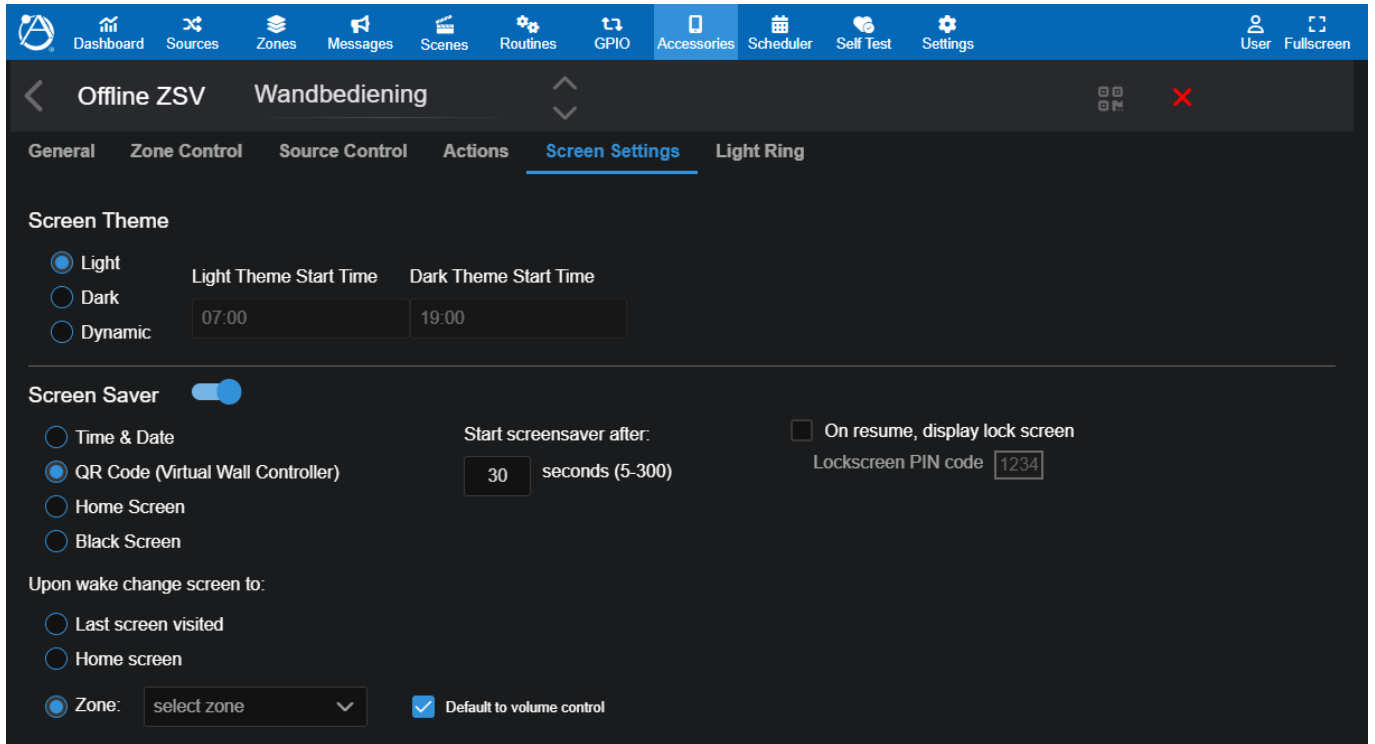 Dashboard Sources Zones Messages Scenes Routines GPIO Accessories Scheduler Self Test Settings User Fullscreen
Offline ZSV Wandbediening
General Zone Control Source Control Actions Screen Settings Light Ring
Screen Theme
Light
Light Theme Start Time Dark Theme Start Time
Dark
07:00 19:00
Dynamic
Screen Saver
Time & Date Start screensaver after: On resume, display lock screen
QR Code (Virtual Wall Controller) 30 seconds (5-300) Lockscreen PIN code 1234
Home Screen
Black Screen
Upon wake change screen to:
Last screen visited
Home screen
Zone: select zone Default to volume control